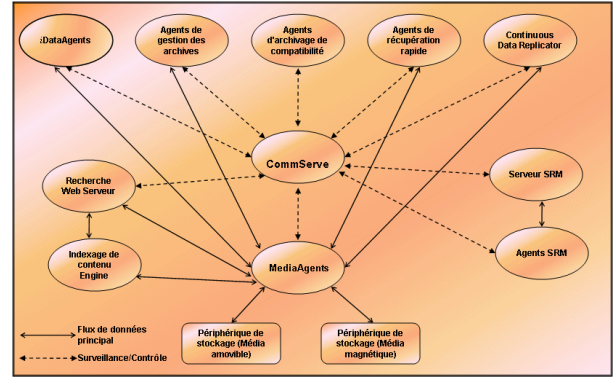 iDataAgents
Agents de
gestion des
archives
Agents
d'archivage de
compatibilité
Agents de
récupération
rapide
Continuous
Data Replicator
CommServe
Recherche
Web Serveur
Serveur SRM
Indexage de
contenu
Engine
MediaAgents
Agents SRM
Flux de données
principal
Surveillance/Contrôle
Périphérique de
stockage (Média
amovible)
Périphérique de
stockage (Média
magnétique)